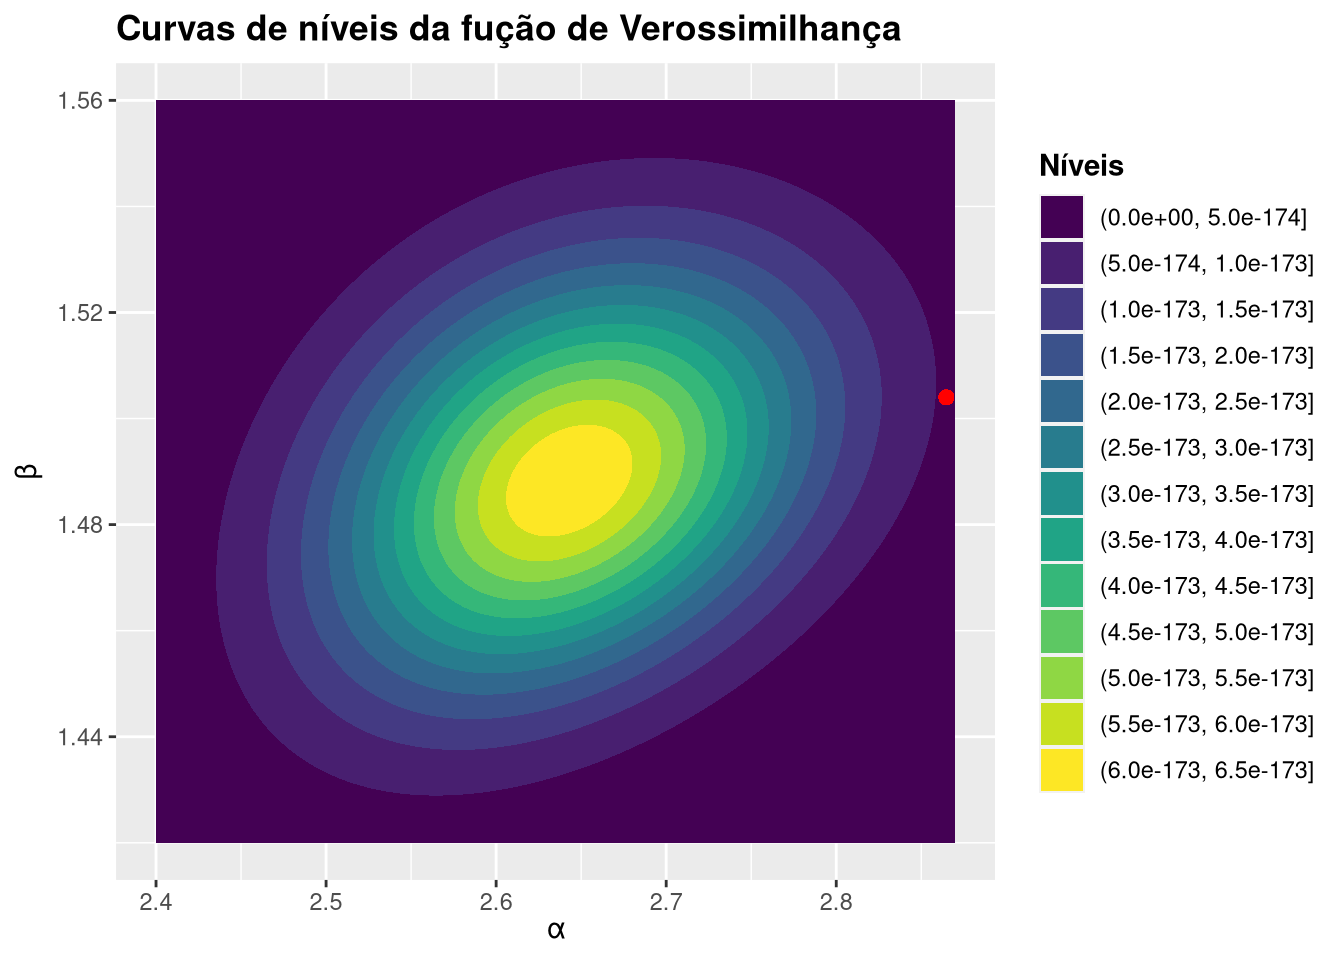 Curvas de níveis da fução de Verossimilhança
1.56
1.52
1.48
1.44
β
2.4 2.5 2.6 2.7 2.8
α
Níveis
(0.0e+00, 5.0e-174]
(5.0e-174, 1.0e-173]
(1.0e-173, 1.5e-173]
(1.5e-173, 2.0e-173]
(2.0e-173, 2.5e-173]
(2.5e-173, 3.0e-173]
(3.0e-173, 3.5e-173]
(3.5e-173, 4.0e-173]
(4.0e-173, 4.5e-173]
(4.5e-173, 5.0e-173]
(5.0e-173, 5.5e-173]
(5.5e-173, 6.0e-173]
(6.0e-173, 6.5e-173]